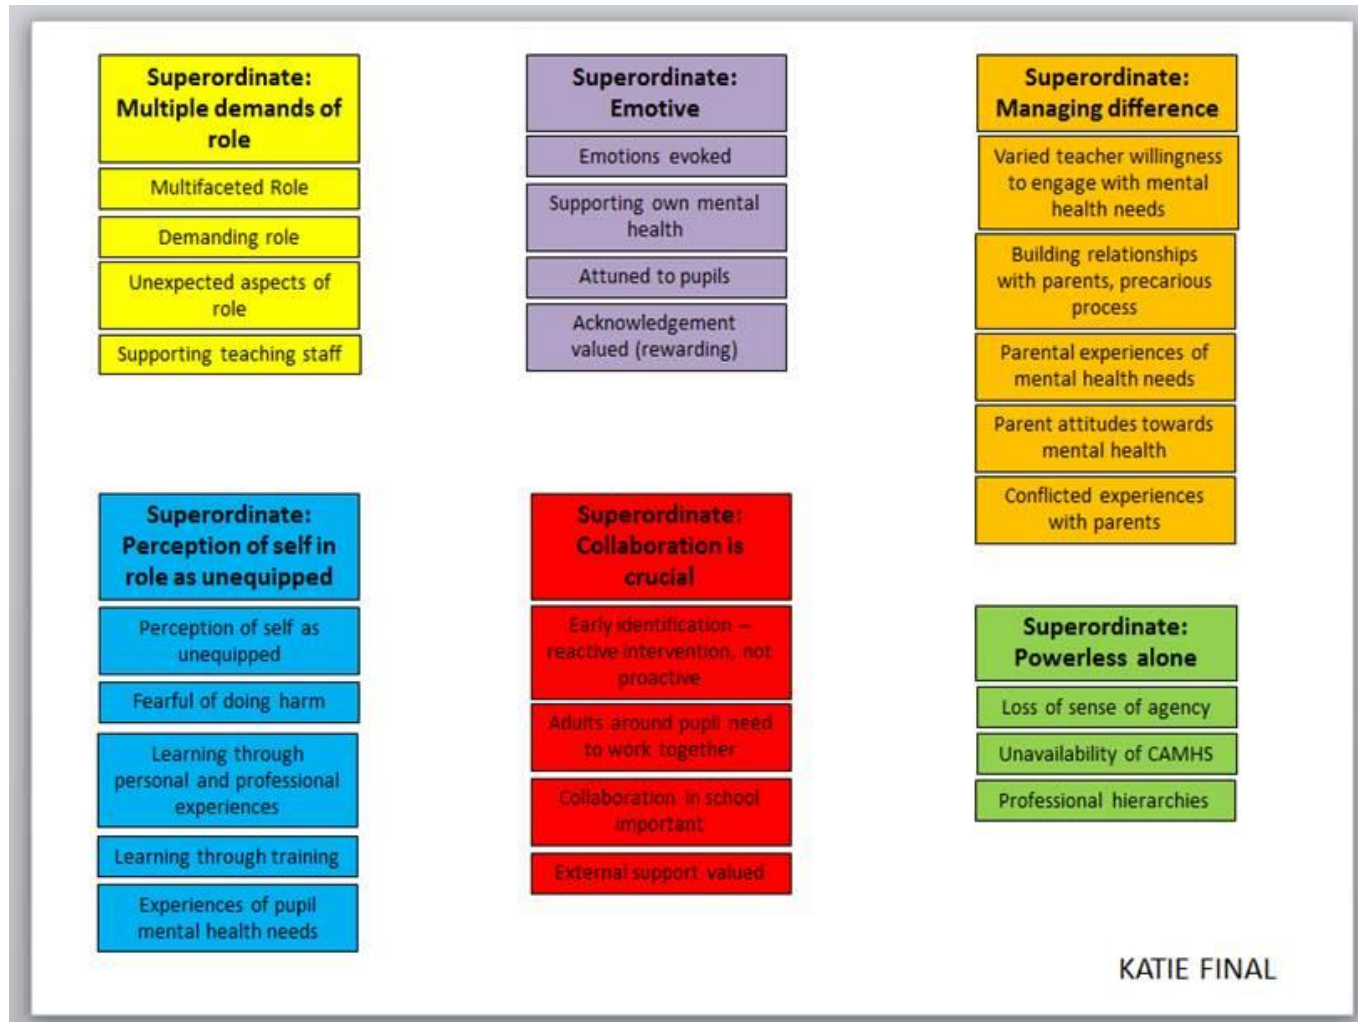 Superordinate:
Multiple demands of
role
Multifaceted Role
Demanding role
Unexpected aspects of
role
Supporting teaching staff
Superordinate:
Emotive
Emotions evoked
Supporting own mental
health
Attuned to pupils
Acknowledgement
valued (rewarding)
Superordinate:
Managing difference
Varied teacher willingness
to engage with mental
health needs
Building relationships
with parents, precarious
process
Parental experiences of
mental health needs
Parent attitudes towards
mental health
Conflicted experiences
with parents
Superordinate:
Perception of self in
role as unequipped
Perception of self as
unequipped
Fearful of doing harm
Learning through
personal and professional
experiences
Learning through training
Experiences of pupil
mental health needs
Superordinate:
Collaboration is
crucial
Early identification –
reactive intervention, not
proactive
Adults around pupil need
to work together
Collaboration in school
important
External support valued
Superordinate:
Powerless alone
Loss of sense of agency
Unavailability of CAMHS
Professional hierarchies
KATIE FINAL